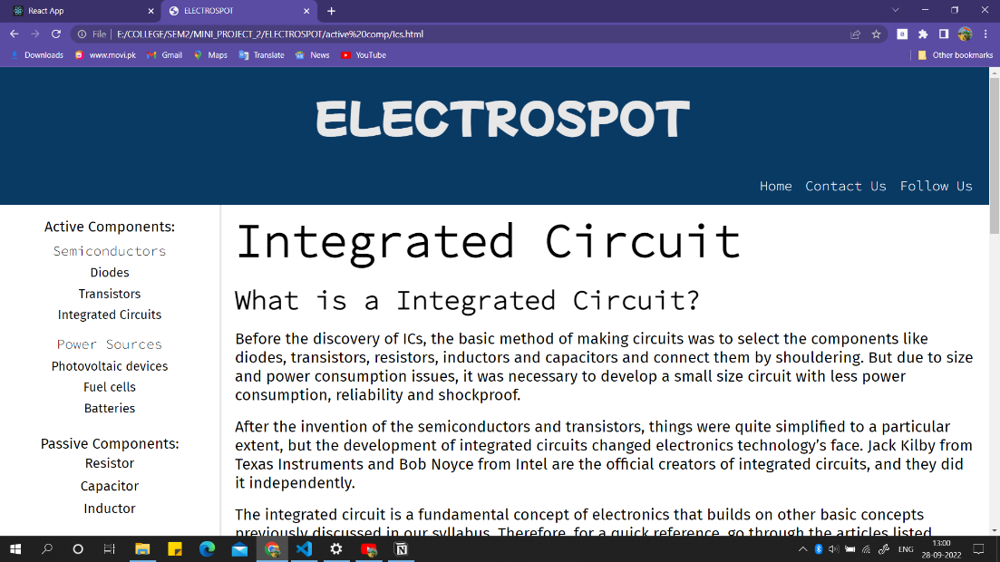 React App
ELECTROSPOT
File | E:/COLLEGE/SEM2/MINI_PROJECT_2/ELECTROSPOT/active%20comp/Ics.html
Downloads www.movi.pk Gmail Maps Translate News YouTube Other bookmarks
ELECTROSPOT
Home Contact Us Follow Us
Active Components:
Semiconductors
Diodes
Transistors
Integrated Circuits
Power Sources
Photovoltaic devices
Fuel cells
Batteries
Passive Components:
Resistor
Capacitor
Inductor
Integrated Circuit
What is a Integrated Circuit?
Before the discovery of ICs, the basic method of making circuits was to select the components like
diodes, transistors, resistors, inductors and capacitors and connect them by shouldering. But due to size
and power consumption issues, it was necessary to develop a small size circuit with less power
consumption, reliability and shockproof.
After the invention of the semiconductors and transistors, things were quite simplified to a particular
extent, but the development of integrated circuits changed electronics technology’s face. Jack Kilby from
Texas Instruments and Bob Noyce from Intel are the official creators of integrated circuits, and they did
it independently.
The integrated circuit is a fundamental concept of electronics that builds on other basic concepts
previously discussed in our syllabus. Therefore, for a quick reference, go through the articles listed
ENG
13:00
28-09-2022